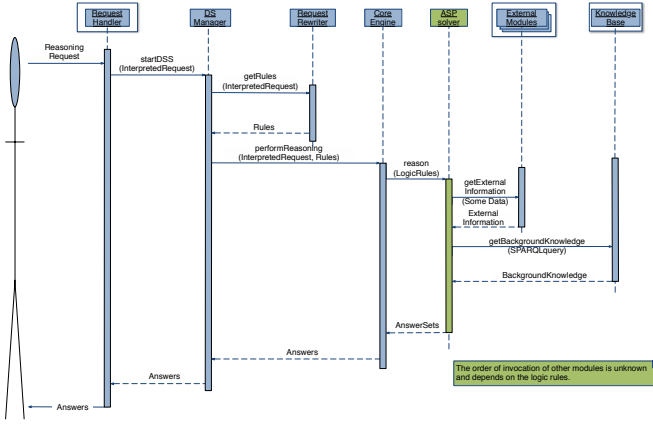 Request
Handler
DS
Manager
Request
Rewriter
Core
Engine
ASP
solver
External
Modules
Knowledge
Base
Reasoning
Request
startDSS
(InterpretedRequest)
getRules
(InterpretedRequest)
Rules
performReasoning
(InterpretedRequest, Rules)
reason
(LogicRules)
getExternal
Information
(Some Data)
External
Information
getBackgroundKnowledge
(SPARQLquery)
BackgroundKnowledge
AnswerSets
Answers
The order of invocation of other modules is unknown
and depends on the logic rules.
Answers
Answers